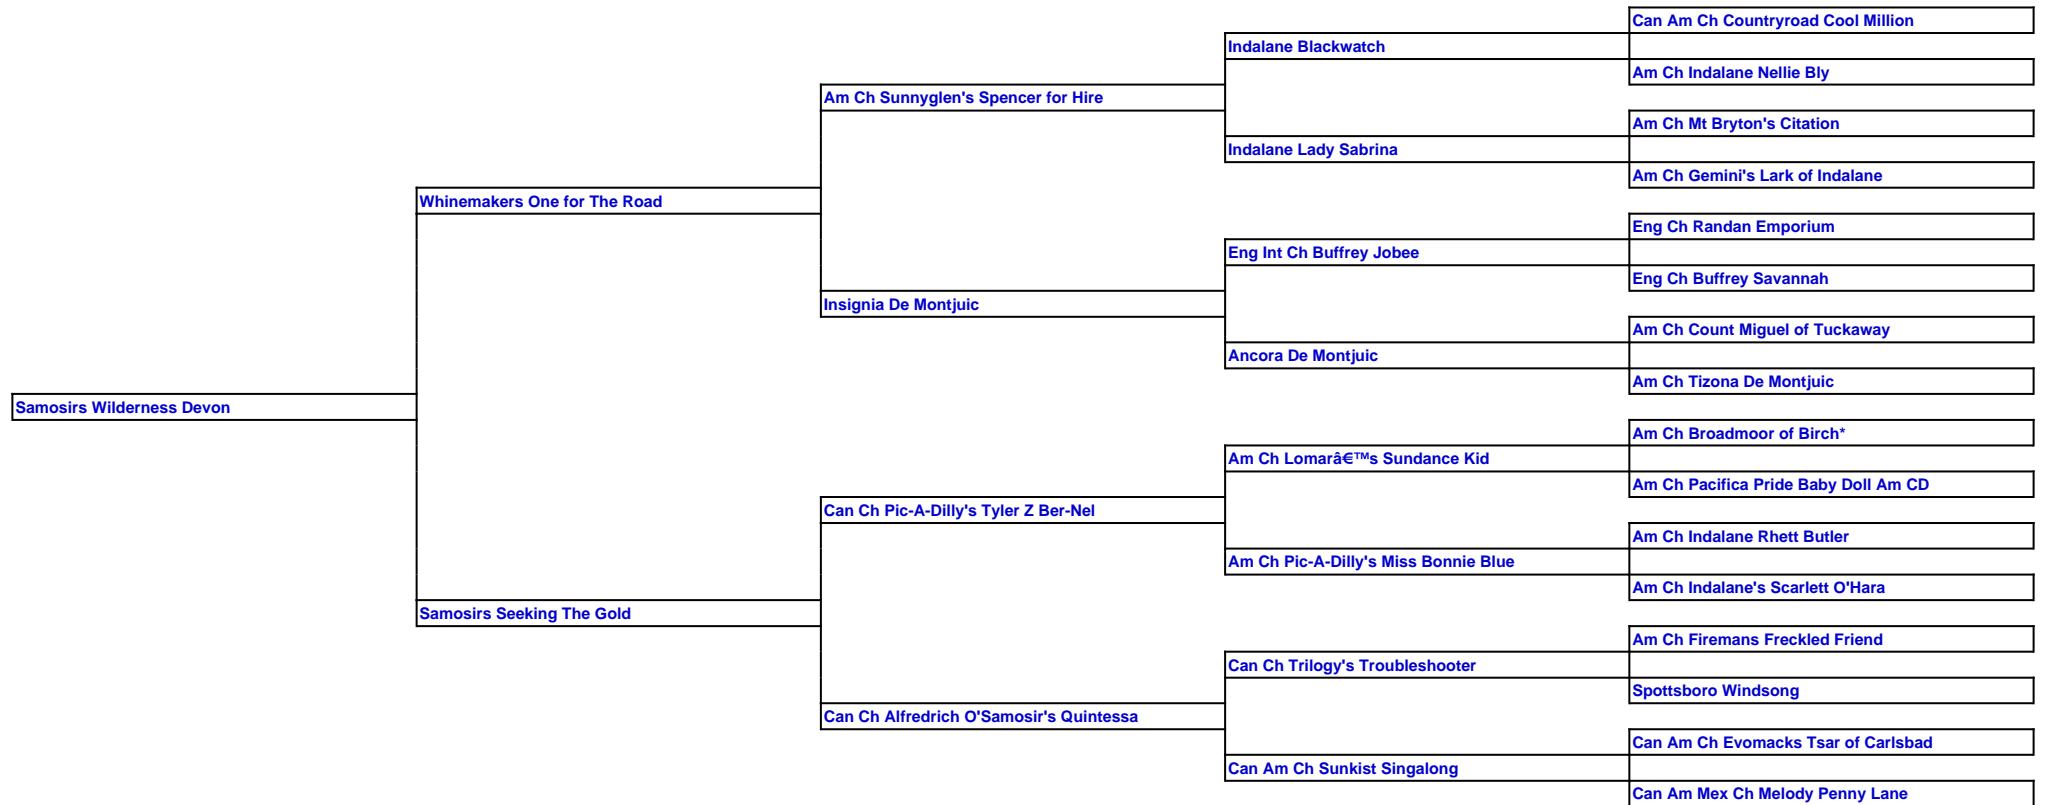 Can Am Ch Countryroad Cool Million
Indalane Blackwatch
Am Ch Indalane Nellie Bly
Am Ch Sunnyglen's Spencer for Hire
Am Ch Mt Bryton's Citation
Indalane Lady Sabrina
Am Ch Gemini's Lark of Indalane
Whinemakers One for The Road
Eng Ch Randan Emporium
Eng Int Ch Buffrey Jobee
Eng Ch Buffrey Savannah
Insignia De Montjuic
Am Ch Count Miguel of Tuckaway
Ancora De Montjuic
Am Ch Tizona De Montjuic
Samosirs Wilderness Devon
Am Ch Broadmoor of Birch*
Am Ch Lomarâ€™s Sundance Kid
Am Ch Pacifica Pride Baby Doll Am CD
Can Ch Pic-A-Dilly's Tyler Z Ber-Nel
Am Ch Indalane Rhett Butler
Am Ch Pic-A-Dilly's Miss Bonnie Blue
Am Ch Indalane's Scarlett O'Hara
Samosirs Seeking The Gold
Am Ch Firemans Freckled Friend
Can Ch Trilogy's Troubleshooter
Spottsboro Windsong
Can Ch Alfredrich O'Samosir's Quintessa
Can Am Ch Evomacks Tsar of Carlsbad
Can Am Ch Sunkist Singalong
Can Am Mex Ch Melody Penny Lane